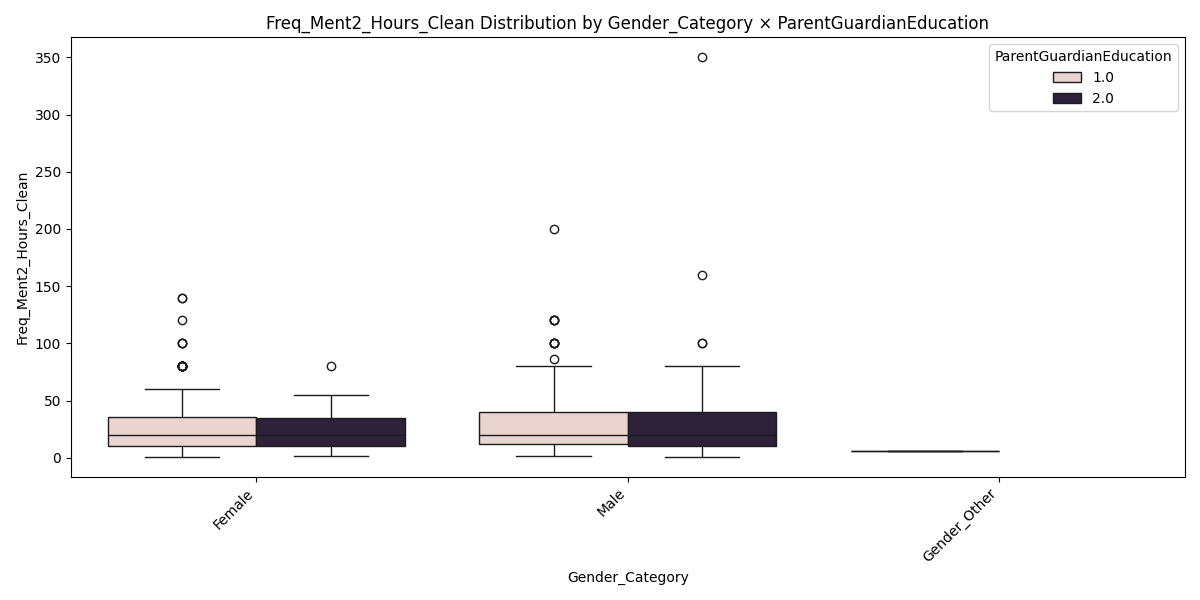 Freq_Ment2_Hours_Clean Distribution by Gender_Category × ParentGuardianEducation
ParentGuardianEducation
1.0
2.0
Freq_Ment2_Hours_Clean
350
300
250
200
150
100
50
0
Female
Male
Gender_Other
Gender_Category